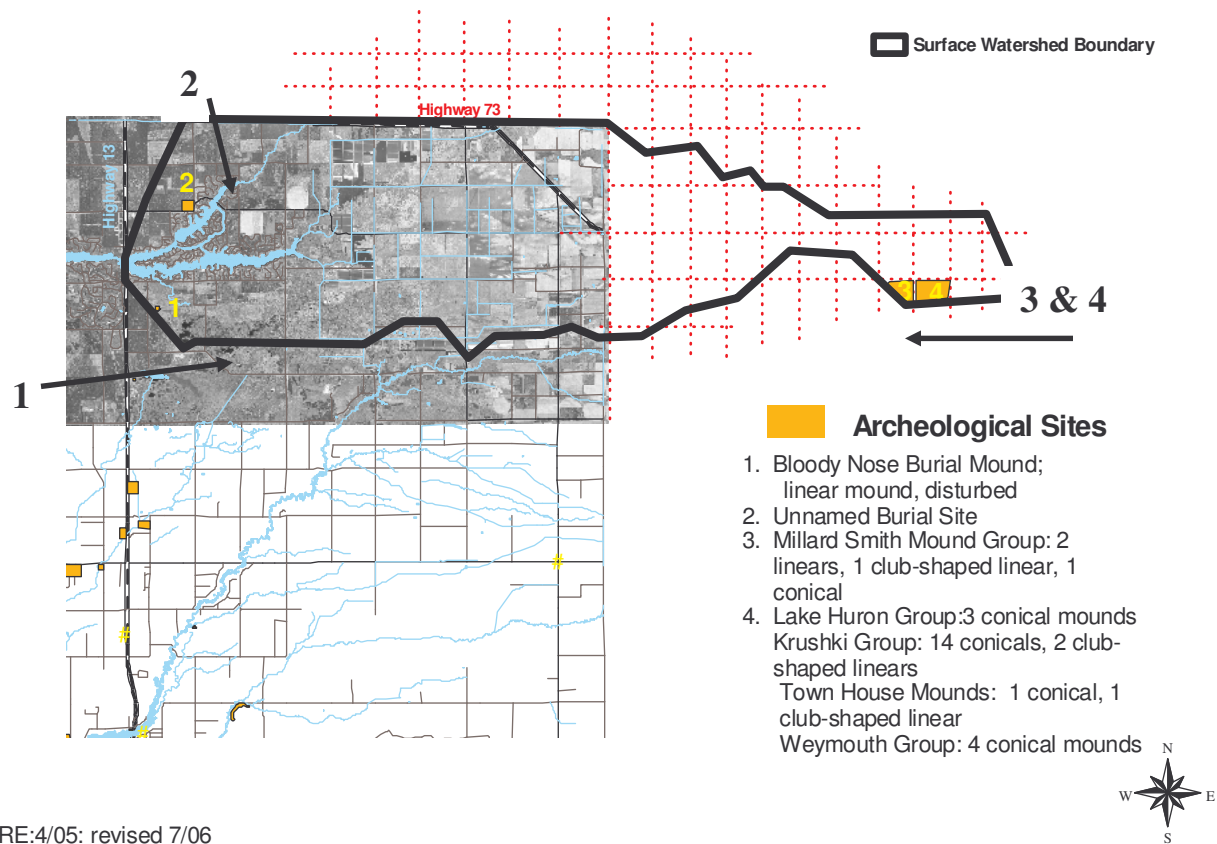 2
Surface Watershed Boundary
Highway 73
Highway 13
2
1
3
4
3 & 4
1
Archeological Sites
1. Bloody Nose Burial Mound;
linear mound, disturbed
2. Unnamed Burial Site
3. Millard Smith Mound Group: 2
linears, 1 club-shaped linear, 1
conical
4. Lake Huron Group:3 conical mounds
Krushki Group: 14 conicals, 2 club-
shaped linears
Town House Mounds: 1 conical, 1
club-shaped linear
Weymouth Group: 4 conical mounds
N
W
E
S
RE:4/05: revised 7/06